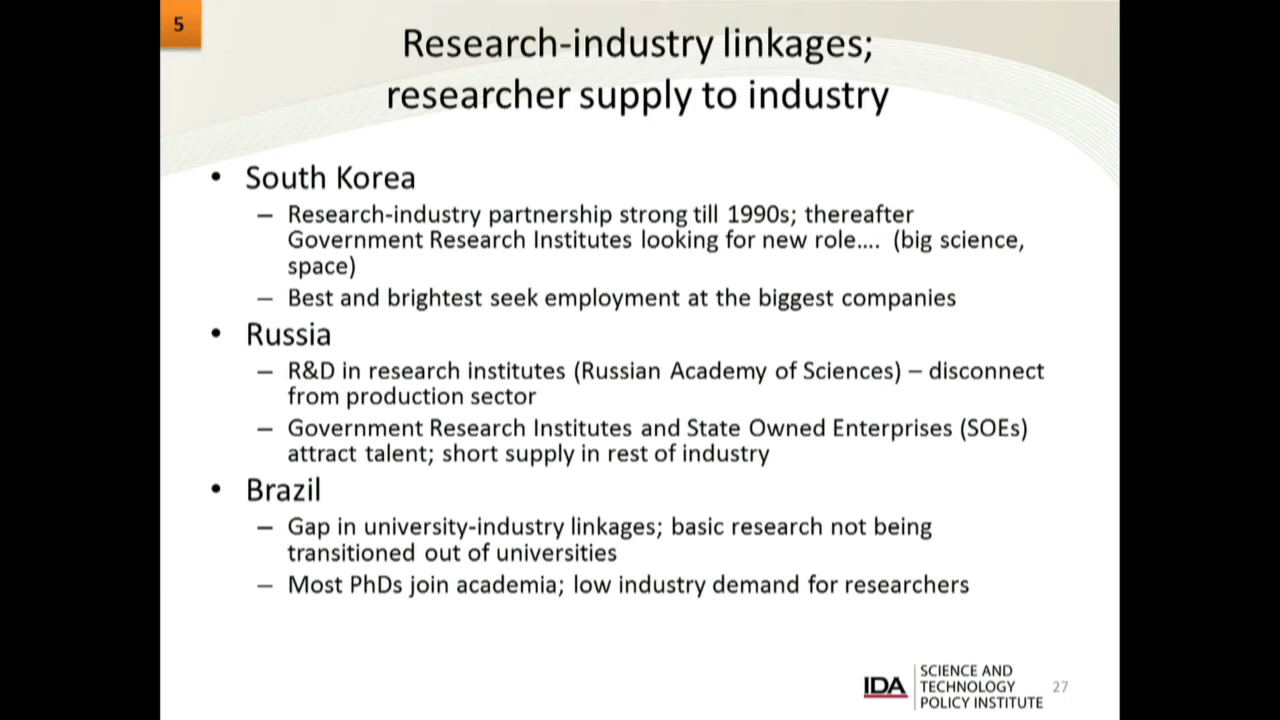 5
Research-industry linkages;
researcher supply to industry
• South Korea
– Research-industry partnership strong till 1990s; thereafter
Government Research Institutes looking for new role.... (big science,
space)
– Best and brightest seek employment at the biggest companies
• Russia
– R&D in research institutes (Russian Academy of Sciences) – disconnect
from production sector
– Government Research Institutes and State Owned Enterprises (SOEs)
attract talent; short supply in rest of industry
• Brazil
– Gap in university-industry linkages; basic research not being
transitioned out of universities
– Most PhDs join academia; low industry demand for researchers
IDA
SCIENCE AND
TECHNOLOGY
POLICY INSTITUTE
27